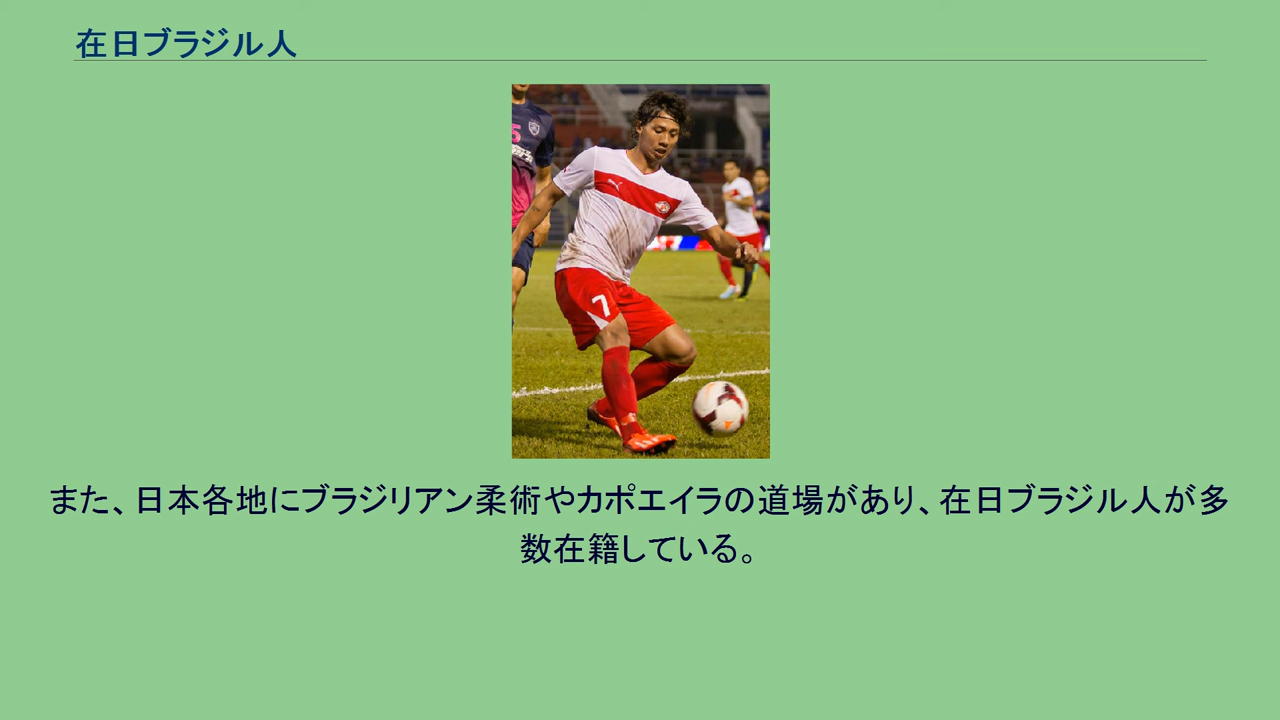 在日ブラジル人
5
7
また、日本各地にブラジリアン柔術やカポエイラの道場があり、在日ブラジル人が多
数在籍している。